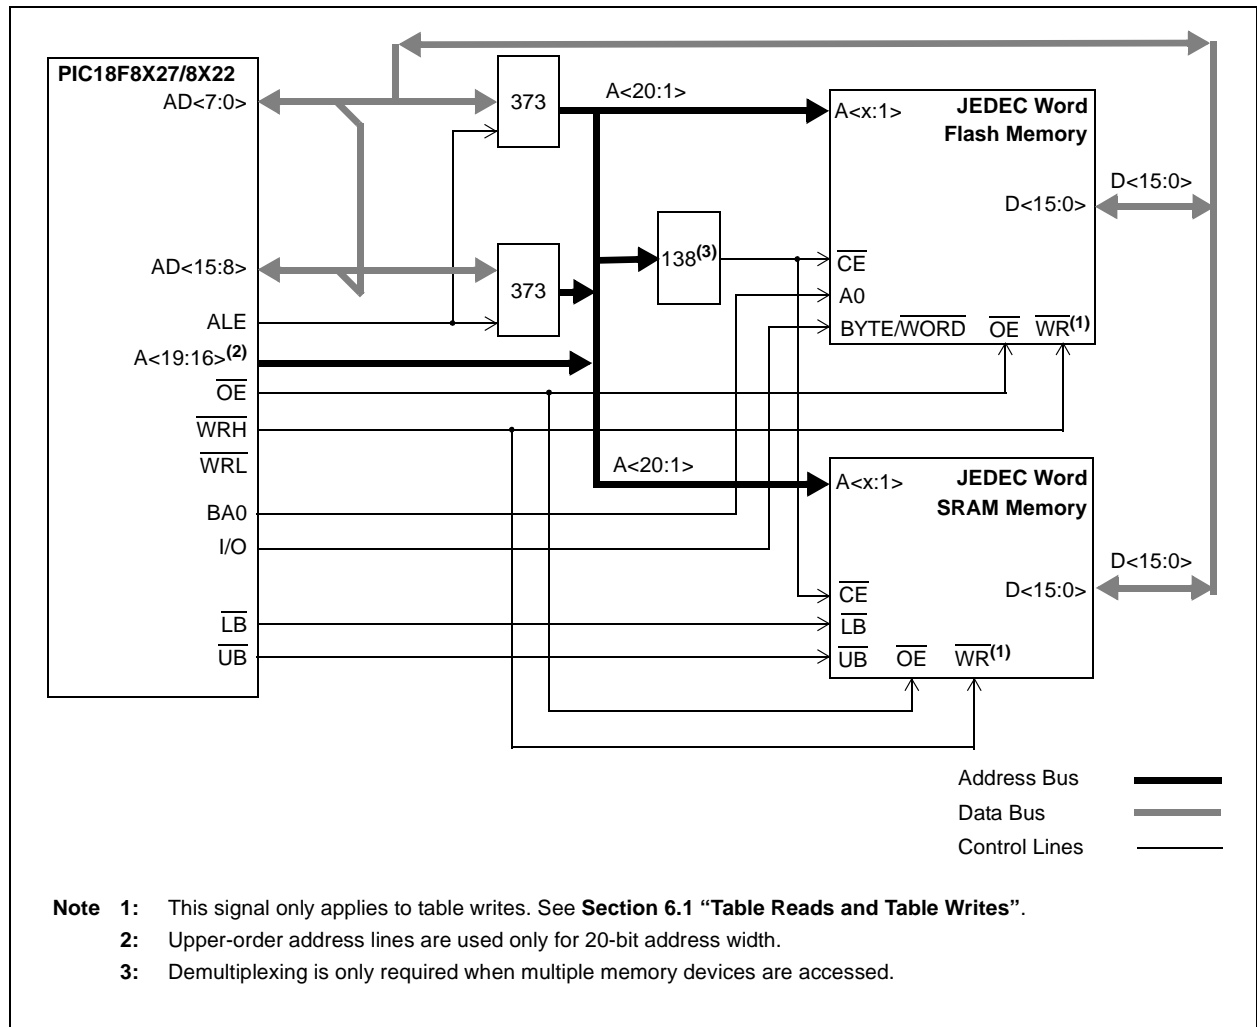 PIC18F8X27/8X22
AD<7:0>
373
A<20:1>
A<x:1>
JEDEC Word
Flash Memory
D<15:0>
D<15:0>
138(3)
AD<15:8>
373
CE
A0
BYTE/WORD
OE
WR(1)
ALE
A<19:16>(2)
OE
WRH
WRL
A<20:1>
A<x:1>
JEDEC Word
SRAM Memory
BA0
I/O
D<15:0>
D<15:0>
CE
LB
LB
UB
UB
OE
WR(1)
Address Bus
Data Bus
Control Lines
Note 1: This signal only applies to table writes. See Section 6.1 “Table Reads and Table Writes”.
2: Upper-order address lines are used only for 20-bit address width.
3: Demultiplexing is only required when multiple memory devices are accessed.